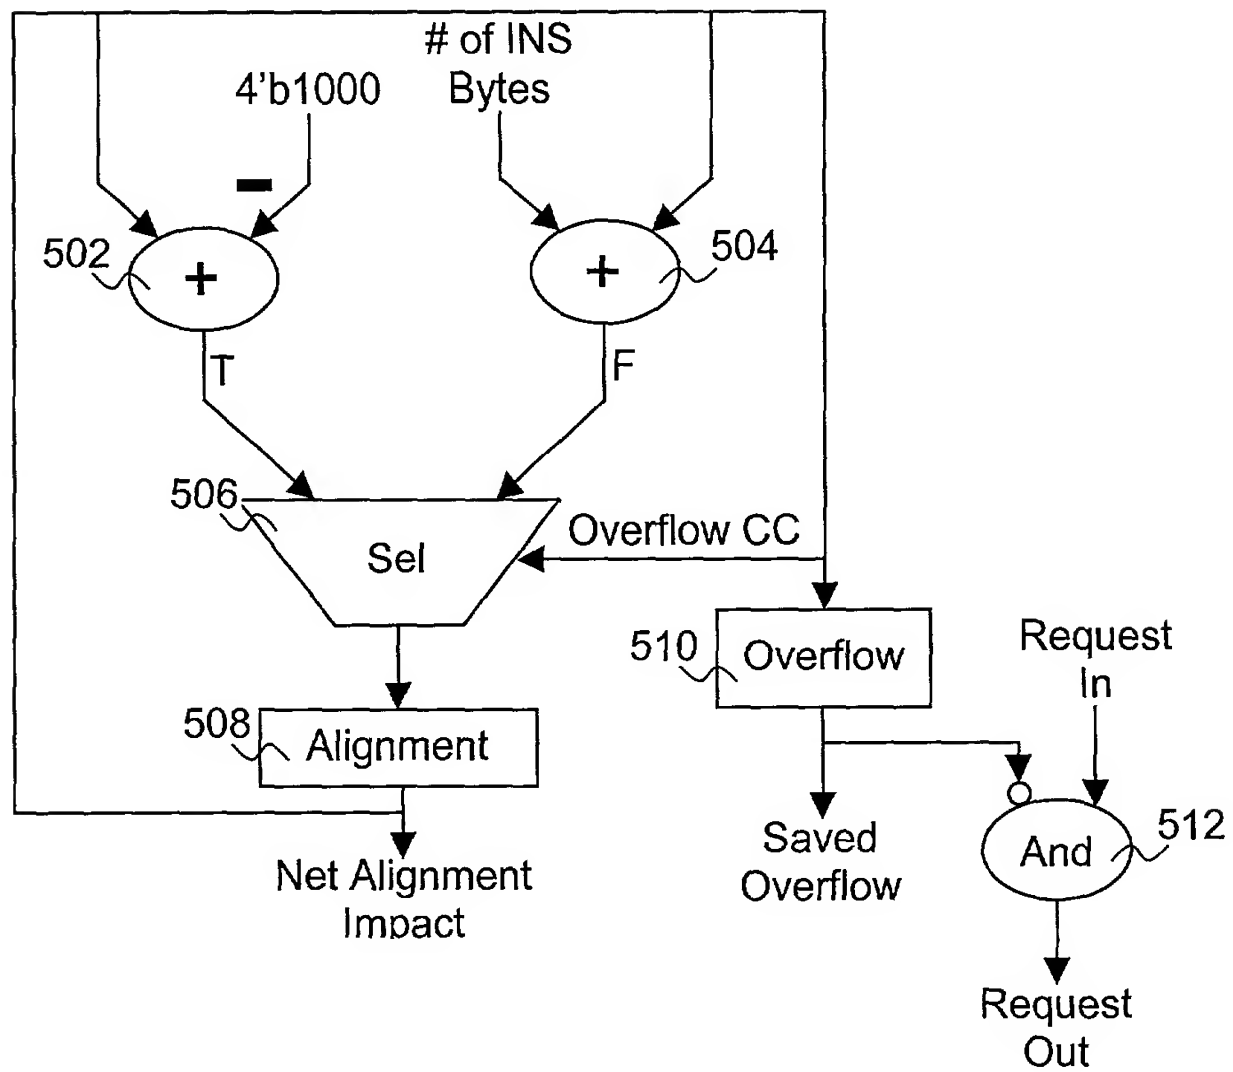 # of INS
Bytes
4'b1000
−
502
+
504
+
T
F
506
Sel
Overflow CC
510
Overflow
Request
In
508
Alignment
Saved
Overflow
And
512
Net Alignment
Impact
Request
Out